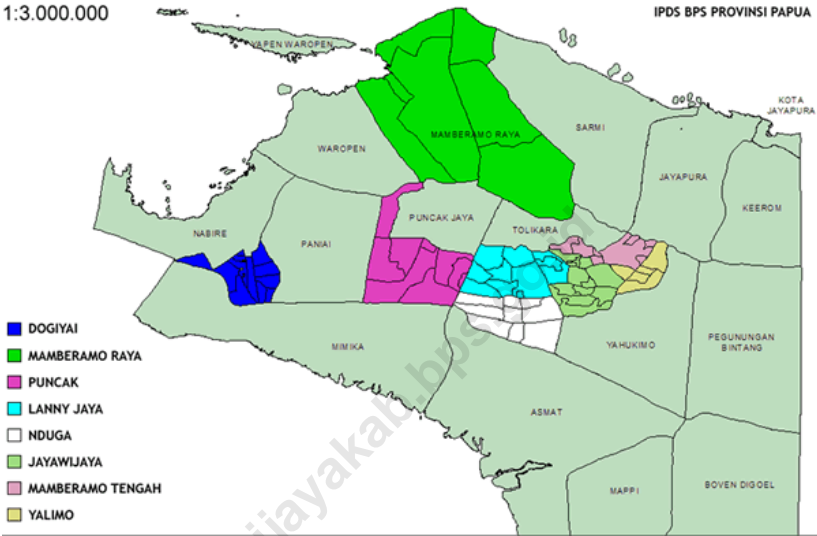 1:3.000.000
IPDS BPS PROVINSI PAPUA
YAPEN WAROPEN
KOTA
JAYAPURA
SARMI
MAMBERAMO RAYA
WAROPEN
JAYAPURA
KEEROM
PUNCAK JAYA
TOLIKARA
NABIRE
PANIAI
DOGIYAI
MAMBERAMO RAYA
PUNCAK
LANNY JAYA
NDUGA
JAYAWIJAYA
MAMBERAMO TENGAH
YALIMO
MIMIKA
YAHUKIMO
PEGUNUNGAN
BINTANG
ASMAT
MAPPI
BOVEN DIGOEL